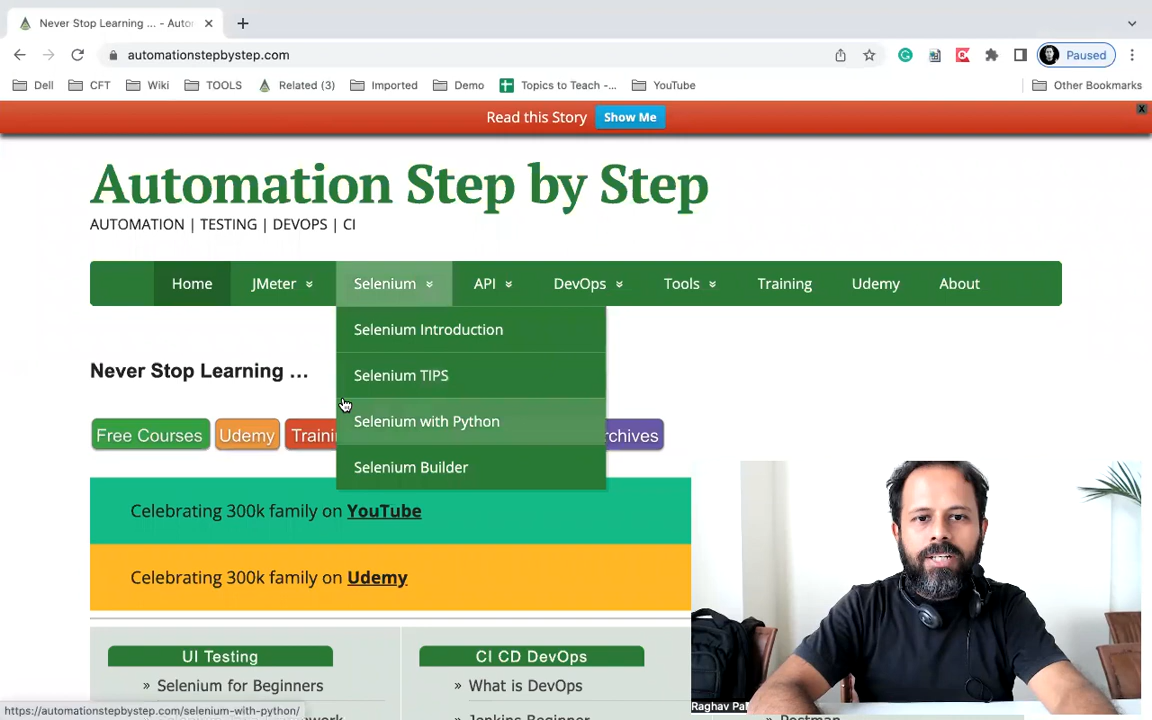 Never Stop Learning ... - Auto
automationstepbystep.com
Paused
Dell
CFT
Wiki
TOOLS
Related (3)
Imported
Demo
Topics to Teach -...
YouTube
Other Bookmarks
Read this Story
Show Me
X
Automation Step by Step
AUTOMATION | TESTING | DEVOPS | CI
Home
JMeter
Selenium
API
DevOps
Tools
Training
Udemy
About
Selenium Introduction
Selenium TIPS
Selenium with Python
Selenium Builder
Never Stop Learning ...
Free Courses
Udemy
Traini
rchives
Celebrating 300k family on YouTube
Celebrating 300k family on Udemy
UI Testing
CI CD DevOps
» Selenium for Beginners
» What is DevOps
https://automationstepbystep.com/selenium-with-python/
Raghav Pal